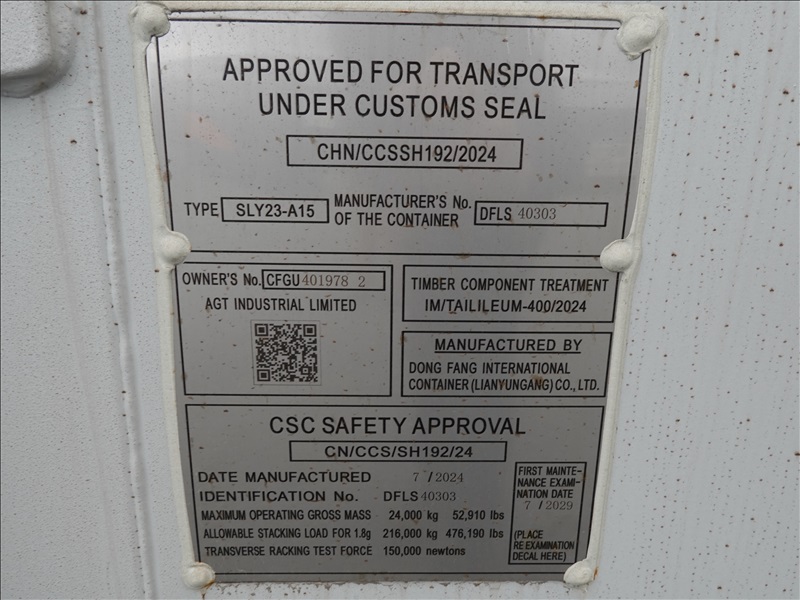 APPROVED FOR TRANSPORT
UNDER CUSTOMS SEAL
CHN/CCSSH192/2024
TYPE SLY23-A15 MANUFACTURER'S No. OF THE CONTAINER DFLS 40303
OWNER'S No. CFGU 401978 2
AGT INDUSTRIAL LIMITED
TIMBER COMPONENT TREATMENT
IM/TAILILEUM-400/2024
MANUFACTURED BY
DONG FANG INTERNATIONAL
CONTAINER (LIANYUNGANG) CO., LTD.
CSC SAFETY APPROVAL
CN/CCS/SH192/24
DATE MANUFACTURED 7 / 2024
IDENTIFICATION No. DFLS 40303
MAXIMUM OPERATING GROSS MASS 24,000 kg 52,910 lbs
ALLOWABLE STACKING LOAD FOR 1.8g 216,000 kg 476,190 lbs
TRANSVERSE RACKING TEST FORCE 150,000 newtons
FIRST MAINTE-
NANCE EXAMI-
NATION DATE
7 / 2029
(PLACE
RE EXAMINATION
DECAL HERE)